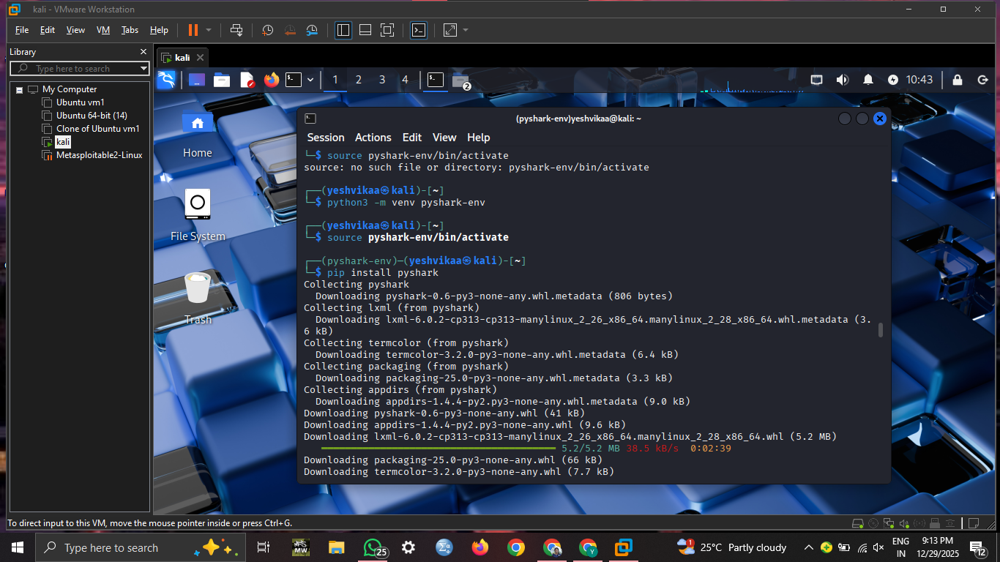 kali - VMware Workstation
File Edit View VM Tabs Help
Library
Type here to search
My Computer
Ubuntu vm1
Ubuntu 64-bit (14)
Clone of Ubuntu vm1
kali
Metasploitable2-Linux
kali
1 2 3 4
2
10:43
Home
File System
Trash
(pyshark-env)yeshvikaa@kali: ~
Session Actions Edit View Help
└─$ source pyshark-env/bin/activate
source: no such file or directory: pyshark-env/bin/activate
┌──(yeshvikaa㉿kali)-[~]
└─$ python3 -m venv pyshark-env
┌──(yeshvikaa㉿kali)-[~]
└─$ source pyshark-env/bin/activate
┌──(pyshark-env)─(yeshvikaa㉿kali)-[~]
└─$ pip install pyshark
Collecting pyshark
Downloading pyshark-0.6-py3-none-any.whl.metadata (806 bytes)
Collecting lxml (from pyshark)
Downloading lxml-6.0.2-cp313-cp313-manylinux_2_26_x86_64.manylinux_2_28_x86_64.whl.metadata (3.
6 kB)
Collecting termcolor (from pyshark)
Downloading termcolor-3.2.0-py3-none-any.whl.metadata (6.4 kB)
Collecting packaging (from pyshark)
Downloading packaging-25.0-py3-none-any.whl.metadata (3.3 kB)
Collecting appdirs (from pyshark)
Downloading appdirs-1.4.4-py2.py3-none-any.whl.metadata (9.0 kB)
Downloading pyshark-0.6-py3-none-any.whl (41 kB)
Downloading appdirs-1.4.4-py2.py3-none-any.whl (9.6 kB)
Downloading lxml-6.0.2-cp313-cp313-manylinux_2_26_x86_64.manylinux_2_28_x86_64.whl (5.2 MB)
5.2/5.2 MB 38.5 kB/s 0:02:39
Downloading packaging-25.0-py3-none-any.whl (66 kB)
Downloading termcolor-3.2.0-py3-none-any.whl (7.7 kB)
To direct input to this VM, move the mouse pointer inside or press Ctrl+G.
Type here to search
MW
25
Y
1
25°C Partly cloudy
ENG
IN
9:13 PM
12/29/2025
12